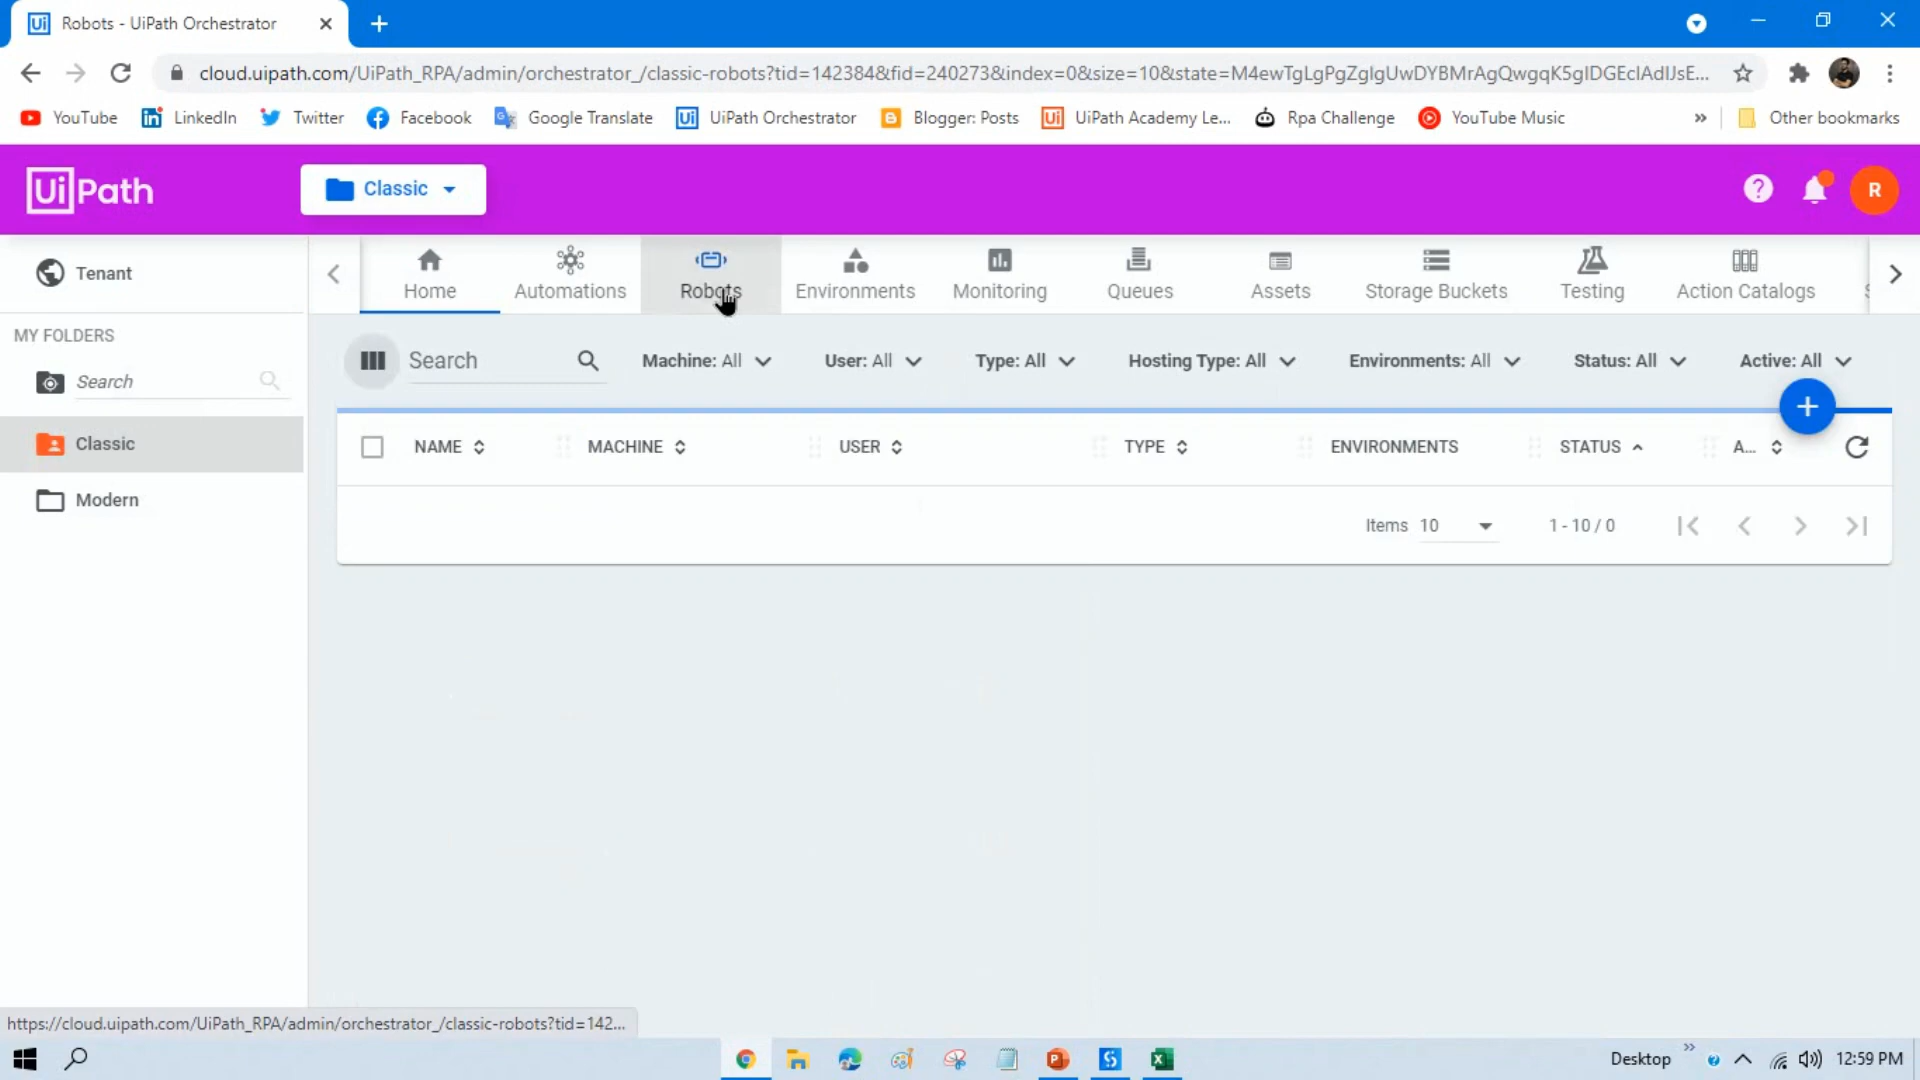 Robots - UiPath Orchestrator
cloud.uipath.com/UiPath_RPA/admin/orchestrator_/classic-robots?tid=142384&fid=240273&index=0&size=10&state=
YouTube LinkedIn Twitter Facebook Google Translate UiPath Orchestrator Blogger: Posts UiPath Academy Le... Rpa Challenge YouTube Music » Other bookmarks
UiPath Classic ? R
Tenant
Home Automations Robots Environments Monitoring Queues Assets Storage Buckets Testing Action Catalogs
MY FOLDERS
Search
Classic
Modern
Search Machine: All User: All Type: All Hosting Type: All Environments: All Status: All Active: All
NAME MACHINE USER TYPE ENVIRONMENTS STATUS A...
Items 10 1 - 10 / 0
https://cloud.uipath.com/UiPath_RPA/admin/orchestrator_/classic-robots?tid=142...
Desktop » 12:59 PM